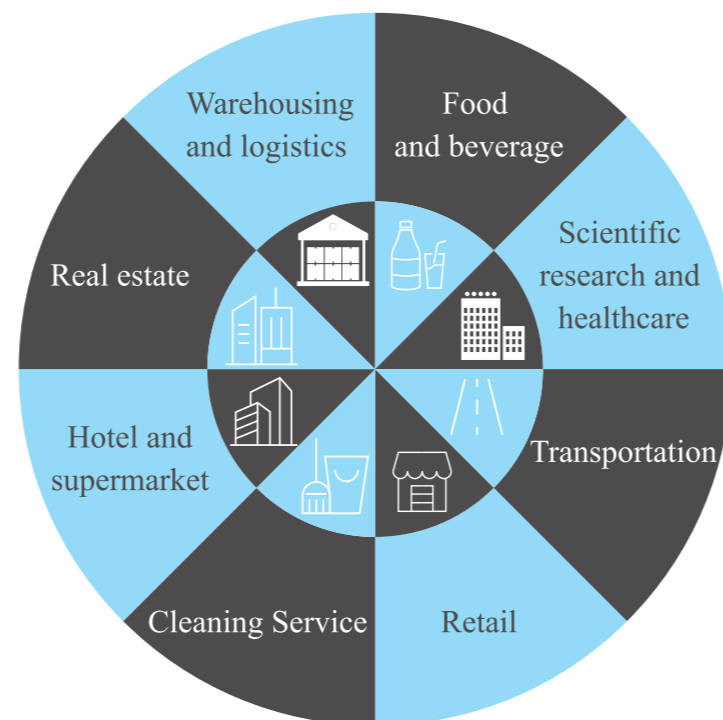 Warehousing
and logistics
Food
and beverage
Scientific
research and
healthcare
Real estate
Transportation
Hotel and
supermarket
Cleaning Service
Retail